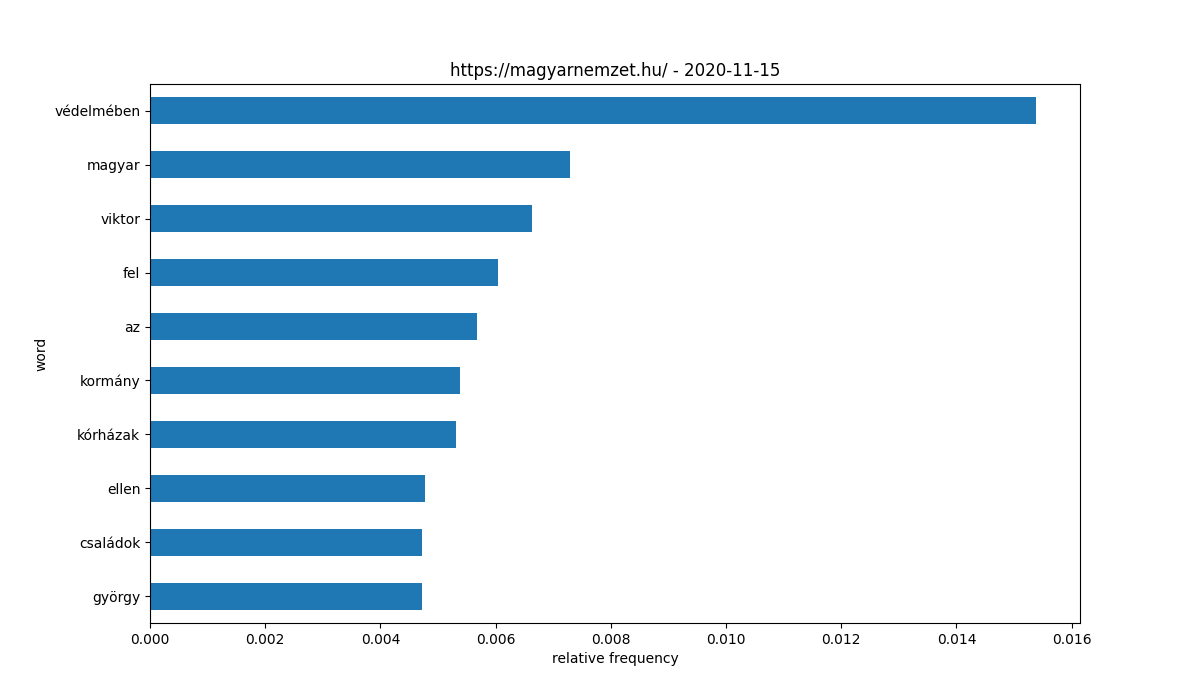 https://magyarnemzet.hu/ - 2020-11-15
védelmében
magyar
viktor
fel
az
kormány
kórházak
ellen
családok
györgy
word
0.000 0.002 0.004 0.006 0.008 0.010 0.012 0.014 0.016
relative frequency